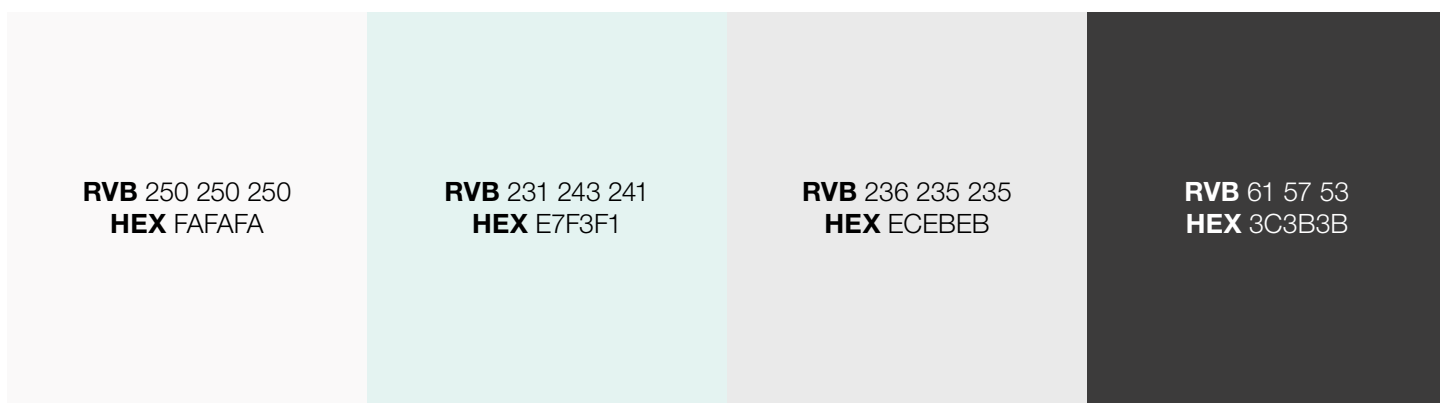 RVB 250 250 250
HEX FAFAFA
RVB 231 243 241
HEX E7F3F1
RVB 236 235 235
HEX ECEBEB
RVB 61 57 53
HEX 3C3B3B